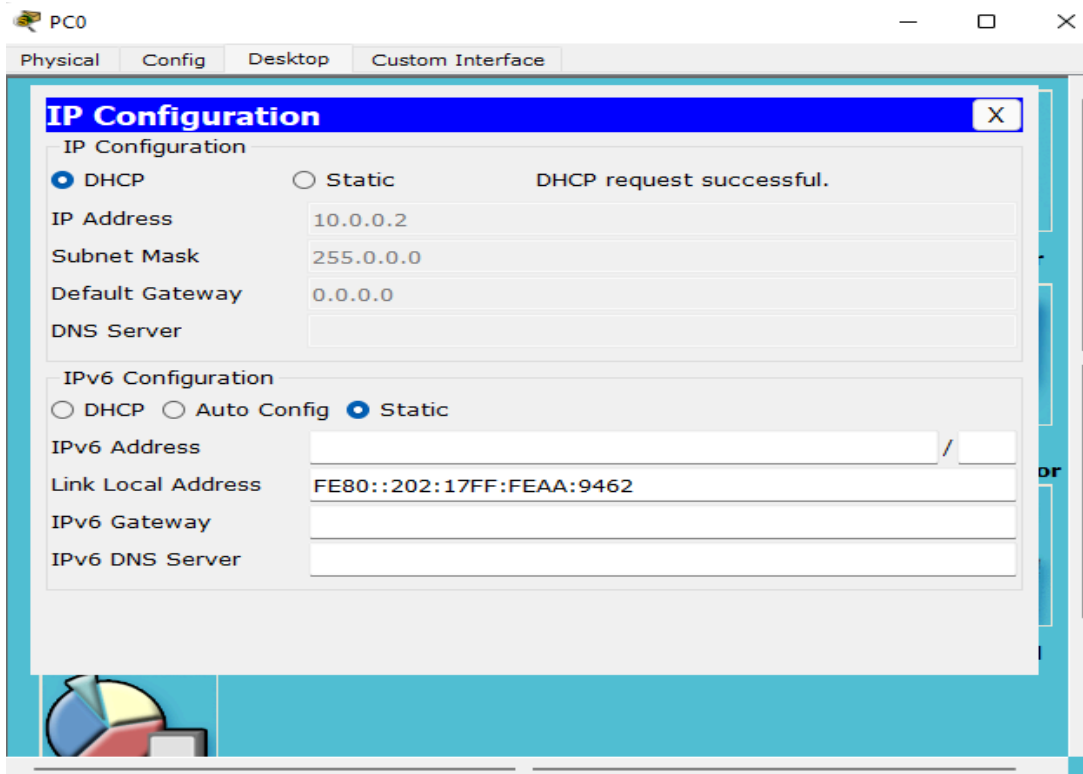 PC0
Physical Config Desktop Custom Interface
IP Configuration X
IP Configuration
DHCP Static DHCP request successful.
IP Address 10.0.0.2
Subnet Mask 255.0.0.0
Default Gateway 0.0.0.0
DNS Server
IPv6 Configuration
DHCP Auto Config Static
IPv6 Address /
Link Local Address FE80::202:17FF:FEAA:9462
IPv6 Gateway
IPv6 DNS Server